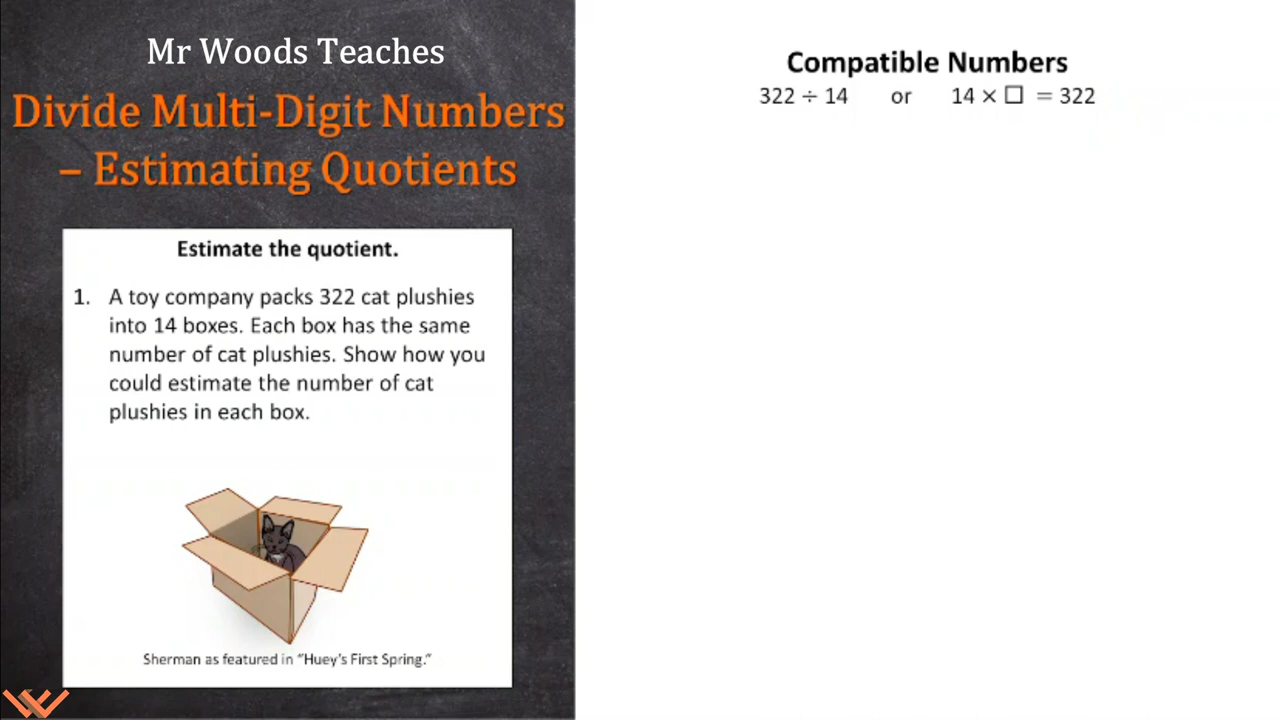 Mr Woods Teaches
Divide Multi-Digit Numbers
– Estimating Quotients
Estimate the quotient.
1. A toy company packs 322 cat plushies
into 14 boxes. Each box has the same
number of cat plushies. Show how you
could estimate the number of cat
plushies in each box.
Sherman as featured in “Huey’s First Spring.”
Compatible Numbers
322 ÷ 14 or 14 × □ = 322